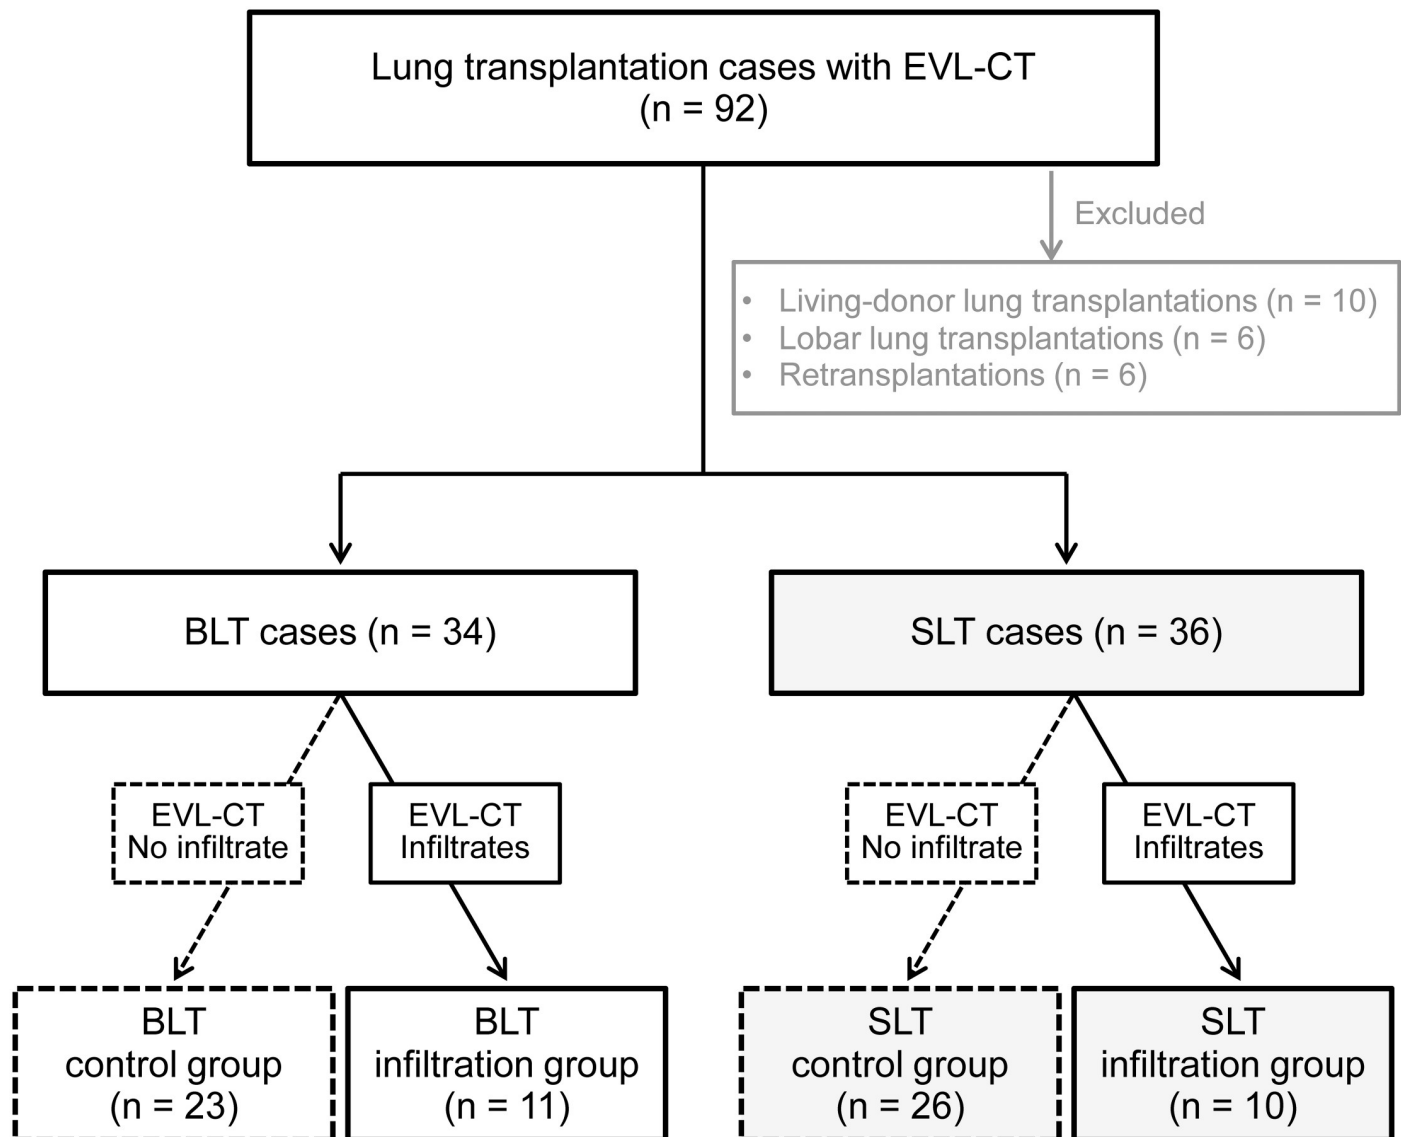 Lung transplantation cases with EVL-CT
(n = 92)
Excluded
• Living-donor lung transplantations (n = 10)
• Lobar lung transplantations (n = 6)
• Retransplantations (n = 6)
BLT cases (n = 34)
SLT cases (n = 36)
EVL-CT
No infiltrate
EVL-CT
Infiltrates
EVL-CT
No infiltrate
EVL-CT
Infiltrates
BLT
control group
(n = 23)
BLT
infiltration group
(n = 11)
SLT
control group
(n = 26)
SLT
infiltration group
(n = 10)